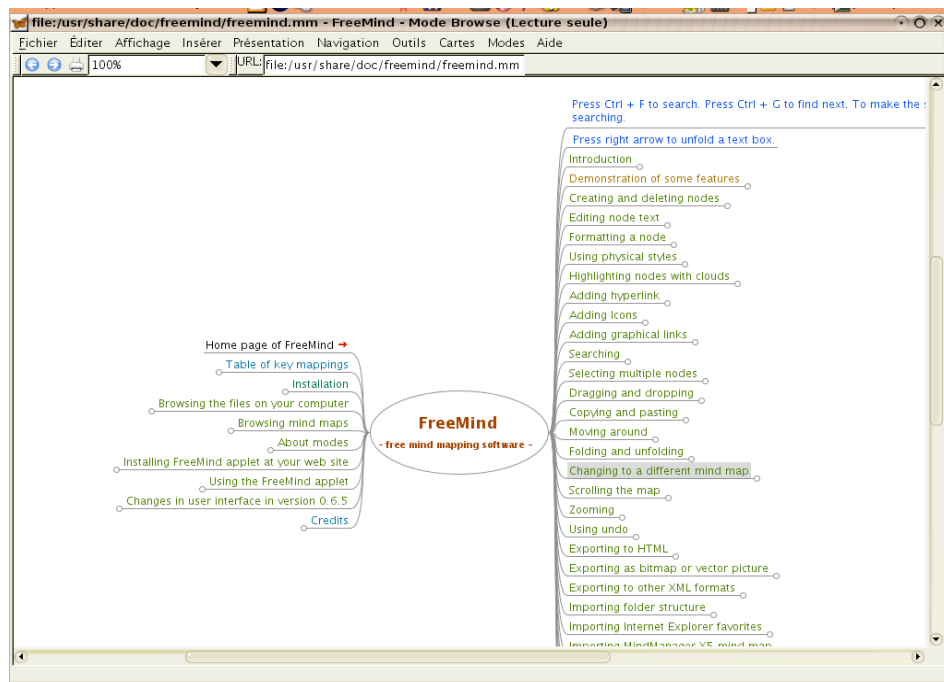 file:/usr/share/doc/freemind/freemind.mm - FreeMind - Mode Browse (Lecture seule)
Fichier Éditer Affichage Insérer Présentation Navigation Outils Cartes Modes Aide
100% URL: file:/usr/share/doc/freemind/freemind.mm
Home page of FreeMind
Table of key mappings
Installation
Browsing the files on your computer
Browsing mind maps
About modes
Installing FreeMind applet at your web site
Using the FreeMind applet
Changes in user interface in version 0.6.5
Credits
FreeMind
- free mind mapping software -
Press Ctrl + F to search. Press Ctrl + G to find next. To make the
searching.
Press right arrow to unfold a text box.
Introduction
Demonstration of some features
Creating and deleting nodes
Editing node text
Formatting a node
Using physical styles
Highlighting nodes with clouds
Adding hyperlink
Adding Icons
Adding graphical links
Searching
Selecting multiple nodes
Dragging and dropping
Copying and pasting
Moving around
Folding and unfolding
Changing to a different mind map
Scrolling the map
Zooming
Using undo
Exporting to HTML
Exporting as bitmap or vector picture
Exporting to other XML formats
Importing folder structure
Importing Internet Explorer favorites
Importing MindManager X5 mind map